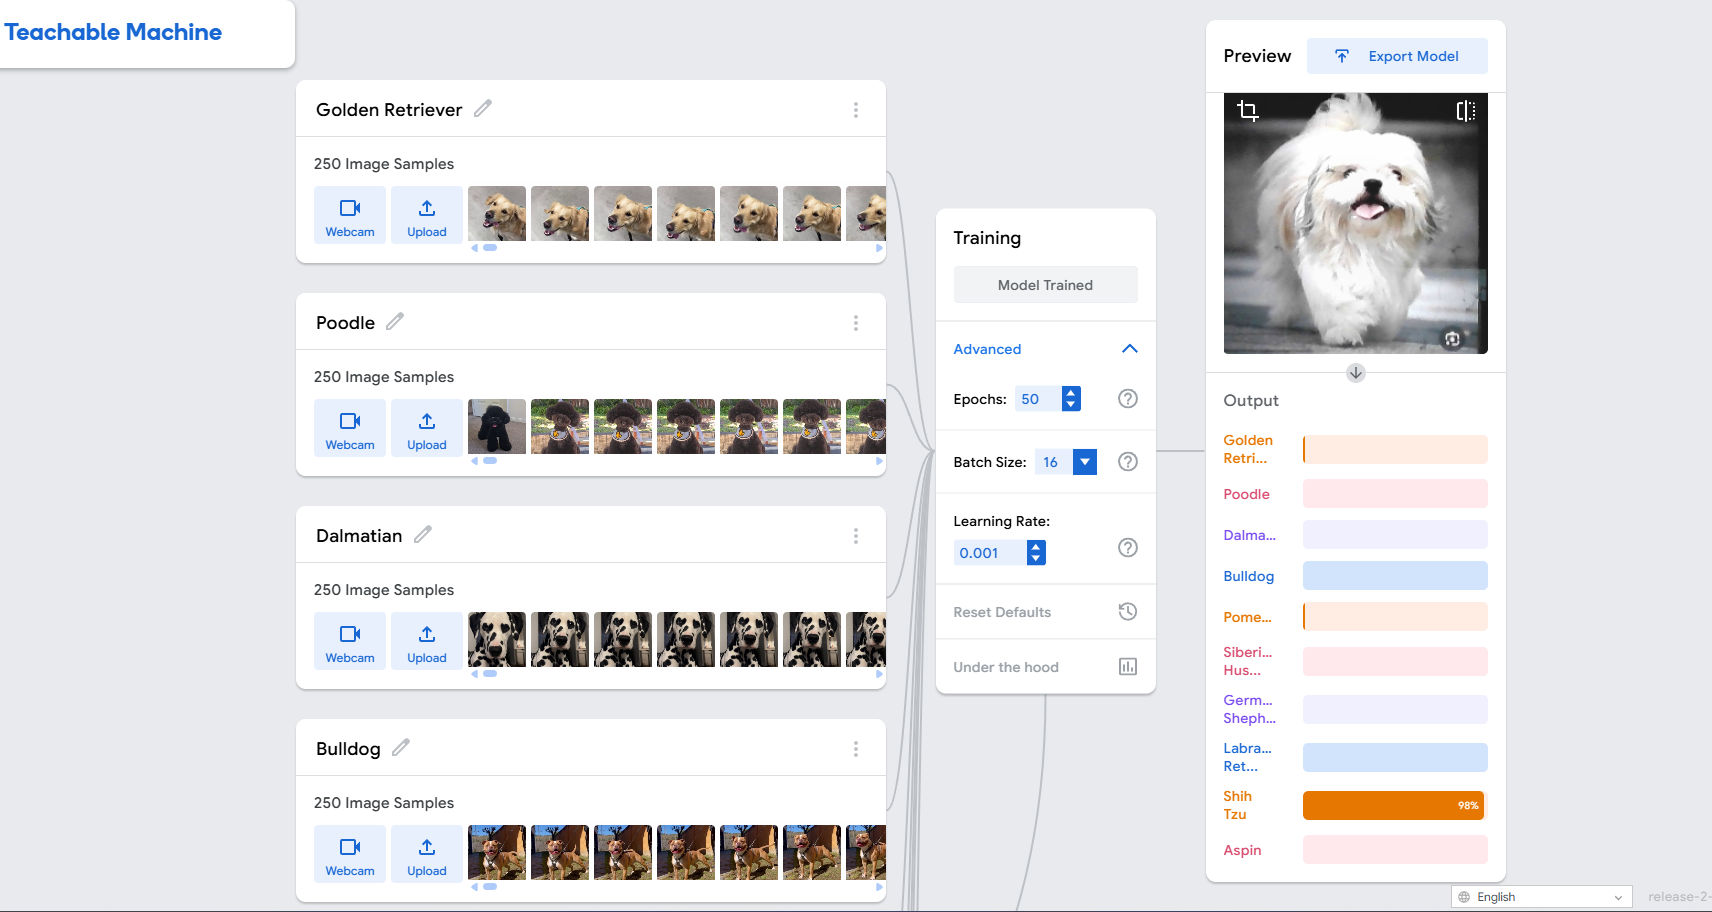 Teachable Machine
Golden Retriever
250 Image Samples
Webcam
Upload
Poodle
250 Image Samples
Webcam
Upload
Dalmatian
250 Image Samples
Webcam
Upload
Bulldog
250 Image Samples
Webcam
Upload
Training
Model Trained
Advanced
Epochs: 50
Batch Size: 16
Learning Rate:
0.001
Reset Defaults
Under the hood
Preview
Export Model
Output
Golden
Retri...
Poodle
Dalma...
Bulldog
Pome...
Siberi...
Hus...
Germ...
Sheph...
Labra...
Ret...
Shih
Tzu
98%
Aspin
English
release-2-